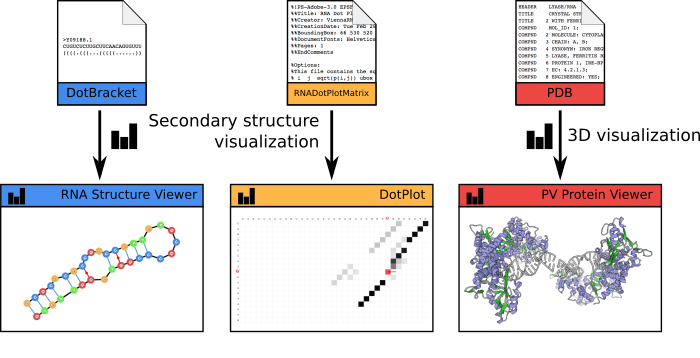 >Y09188.1
CUGUCUCUUGCUUCAACAGUGUUU
DotBracket
%!PS-Adobe-3.0 EPSF
%%Title: RNA Dot Pl
%%Creator: ViennaRN
%%CreationDate: Tue Feb 20
%%BoundingBox: 66 530 520
%%DocumentFonts: Helvetica
%%Pages: 1
%%EndComments
%Options:
%This file contains the sq
% i j sqrt(p(i,j)) ubox
RNADotPlotMatrix
HEADER LYASE/RNA
TITLE CRYSTAL STR
TITLE 2 WITH FERRIT
COMPND MOL_ID: 1;
COMPND 2 MOLECULE: CYTOPLA
COMPND 3 CHAIN: A, B;
COMPND 4 SYNONYM: IRON REG
COMPND 5 LYASE, FERRITIN R
COMPND 6 PROTEIN 1, IRE-BP
COMPND 7 EC: 4.2.1.3;
COMPND 8 ENGINEERED: YES;
PDB
Secondary structure
visualization
3D visualization
RNA Structure Viewer
DotPlot
PV Protein Viewer